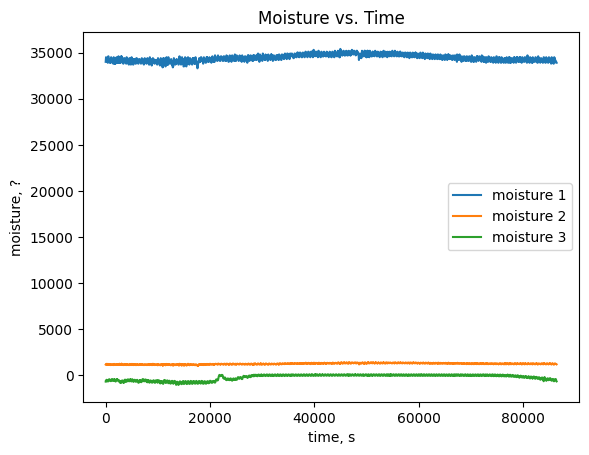 Moisture vs. Time
35000
30000
25000
20000
15000
10000
5000
0
moisture, ?
moisture 1
moisture 2
moisture 3
0
20000
40000
60000
80000
time, s